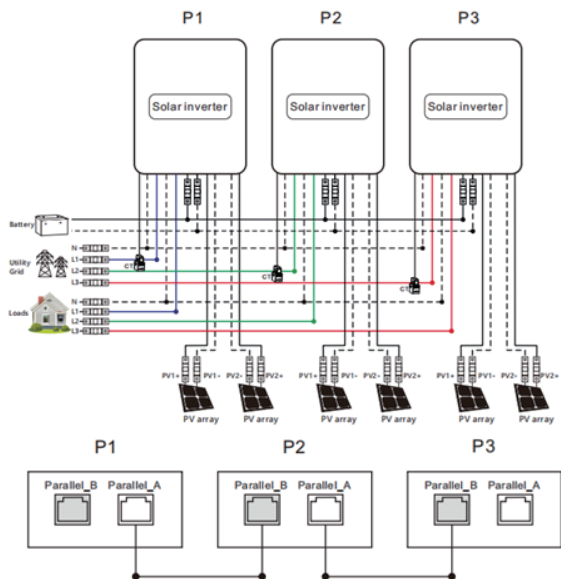 P1 P2 P3
Solar inverter Solar inverter Solar inverter
Battery
N
Utility
Grid
L1
CT
L2
CT
L3
CT
Loads
N
L1
L2
L3
PV1+ PV1- PV2- PV2+ PV1+ PV1- PV2- PV2+ PV1+ PV1- PV2- PV2+
PV array PV array PV array PV array PV array PV array
P1 P2 P3
Parallel_B Parallel_A Parallel_B Parallel_A Parallel_B Parallel_A